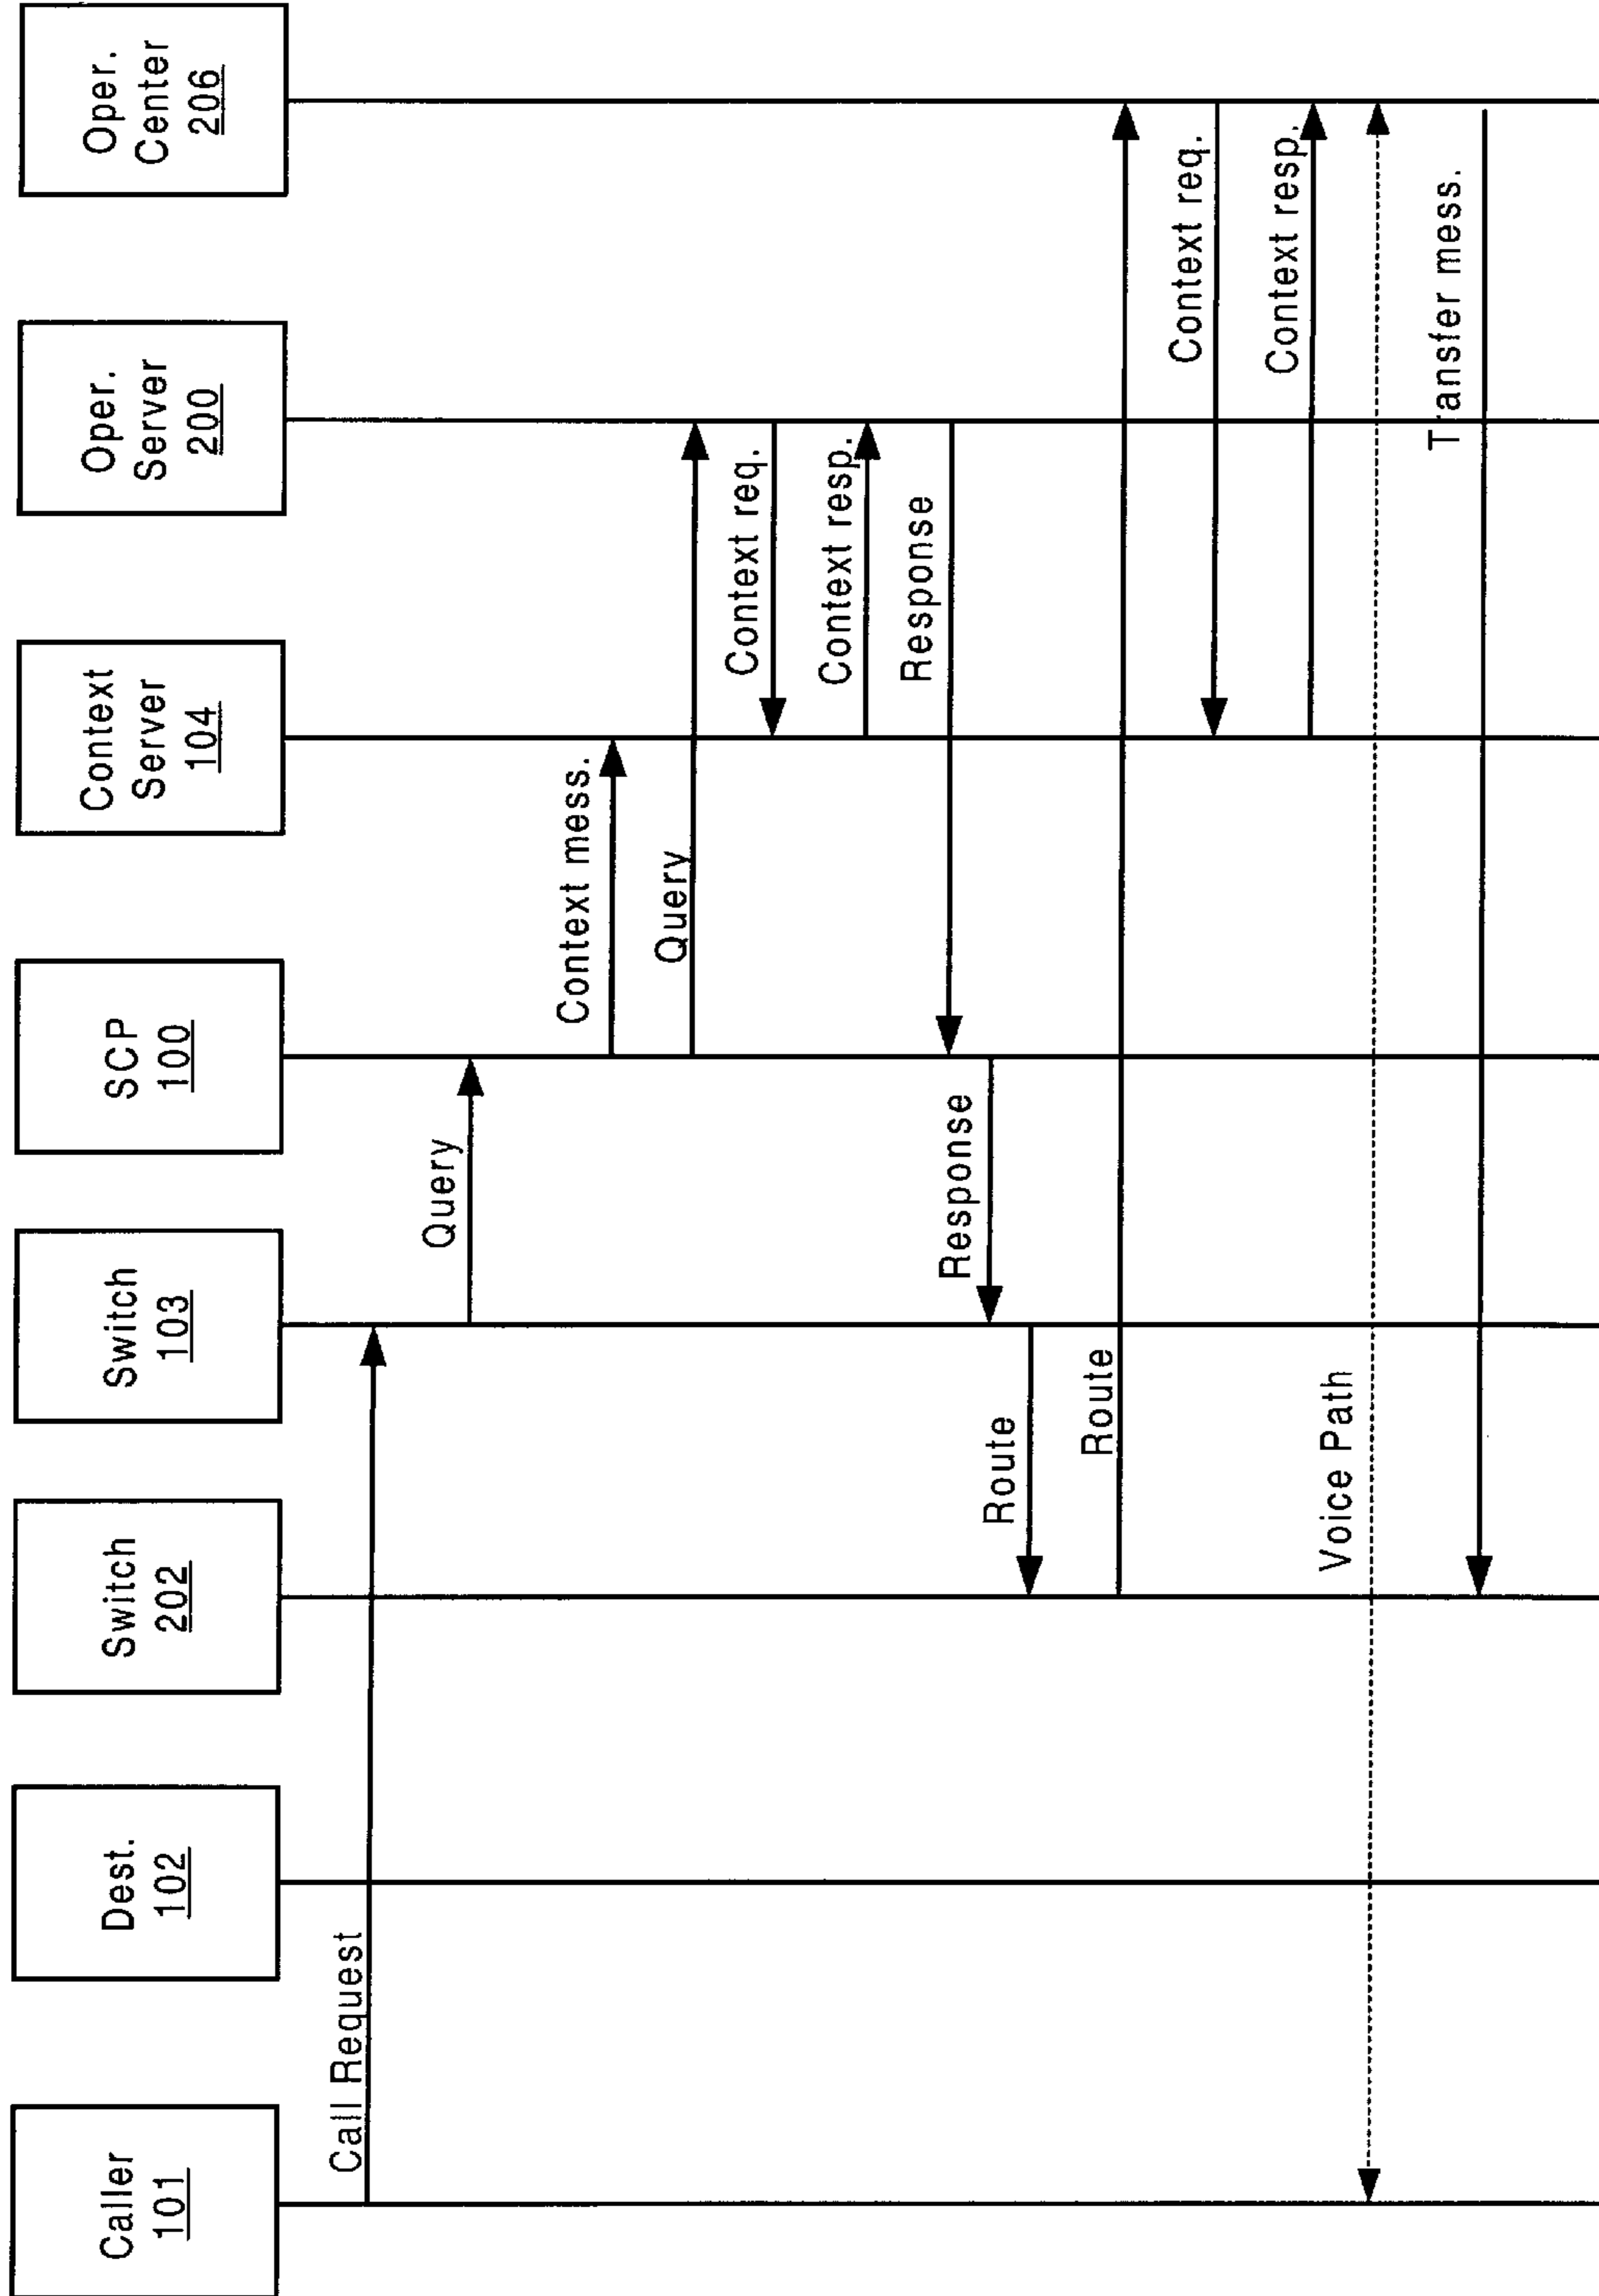 Caller
101
Dest.
102
Switch
202
Switch
103
SCP
100
Context
Server
104
Oper.
Server
200
Oper.
Center
206
Call Request
Query
Context mess.
Query
Context req.
Context resp.
Response
Response
Route
Route
Context req.
Context resp.
Voice Path
Transfer mess.